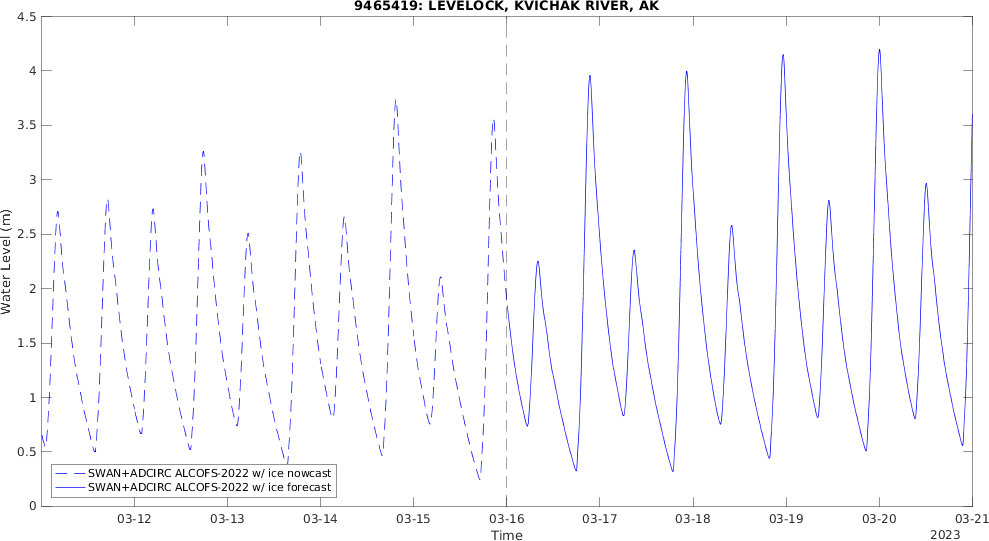 9465419: LEVELOCK, KVICHAK RIVER, AK
Water Level (m)
4.5
4
3.5
3
2.5
2
1.5
1
0.5
0
SWAN+ADCIRC ALCOFS-2022 w/ ice nowcast
SWAN+ADCIRC ALCOFS-2022 w/ ice forecast
03-12 03-13 03-14 03-15 03-16 03-17 03-18 03-19 03-20 03-21
Time
2023